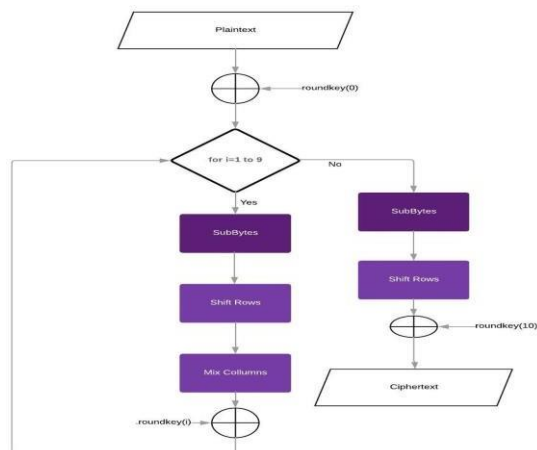 Plaintext
roundkey(0)
for i=1 to 9
No
Yes
SubBytes
SubBytes
Shift Rows
Shift Rows
roundkey(10)
Mix Collumns
Ciphertext
.roundkey(i)